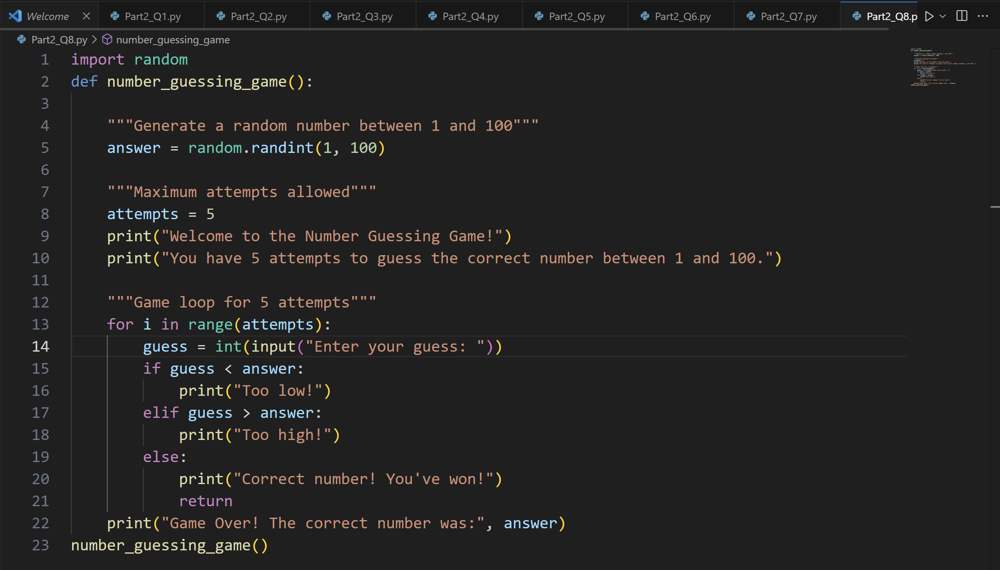 Welcome Part2_Q1.py Part2_Q2.py Part2_Q3.py Part2_Q4.py Part2_Q5.py Part2_Q6.py Part2_Q7.py Part2_Q8.p
Part2_Q8.py > number_guessing_game
1 import random
2 def number_guessing_game():
3
4     """Generate a random number between 1 and 100"""
5     answer = random.randint(1, 100)
6
7     """Maximum attempts allowed"""
8     attempts = 5
9     print("Welcome to the Number Guessing Game!")
10     print("You have 5 attempts to guess the correct number between 1 and 100.")
11
12     """Game loop for 5 attempts"""
13     for i in range(attempts):
14         guess = int(input("Enter your guess: "))
15         if guess < answer:
16             print("Too low!")
17         elif guess > answer:
18             print("Too high!")
19         else:
20             print("Correct number! You've won!")
21             return
22     print("Game Over! The correct number was:", answer)
23 number_guessing_game()